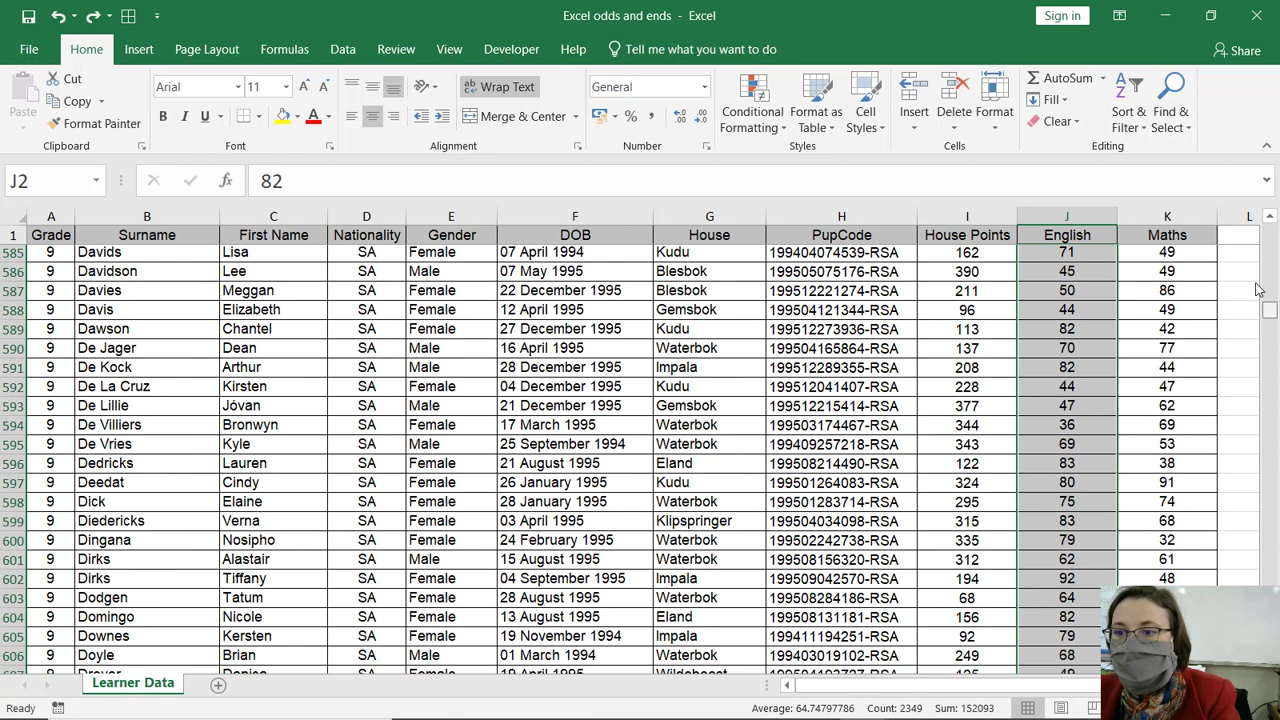 Excel odds and ends - Excel
Sign in
File Home Insert Page Layout Formulas Data Review View Developer Help Tell me what you want to do Share
Paste Cut Copy Format Painter Clipboard
Arial 11 Font
Wrap Text Merge & Center Alignment
General Number
Conditional Formatting Format as Table Cell Styles Styles
Insert Delete Format Cells
AutoSum Fill Clear Sort & Filter Find & Select Editing
J2 fx 82
A B C D E F G H I J K L
1 Grade Surname First Name Nationality Gender DOB House PupCode House Points English Maths
585 9 Davids Lisa SA Female 07 April 1994 Kudu 199404074539-RSA 162 71 49
586 9 Davidson Lee SA Male 07 May 1995 Blesbok 199505075176-RSA 390 45 49
587 9 Davies Meggan SA Female 22 December 1995 Blesbok 199512221274-RSA 211 50 86
588 9 Davis Elizabeth SA Female 12 April 1995 Gemsbok 199504121344-RSA 96 44 49
589 9 Dawson Chantel SA Female 27 December 1995 Kudu 199512273936-RSA 113 82 42
590 9 De Jager Dean SA Male 16 April 1995 Waterbok 199504165864-RSA 137 70 77
591 9 De Kock Arthur SA Male 28 December 1995 Impala 199512289355-RSA 208 82 44
592 9 De La Cruz Kirsten SA Female 04 December 1995 Kudu 199512041407-RSA 228 44 47
593 9 De Lillie Jóvan SA Male 21 December 1995 Gemsbok 199512215414-RSA 377 47 62
594 9 De Villiers Bronwyn SA Female 17 March 1995 Waterbok 199503174467-RSA 344 36 69
595 9 De Vries Kyle SA Male 25 September 1994 Waterbok 199409257218-RSA 343 69 53
596 9 Dedricks Lauren SA Female 21 August 1995 Eland 199508214490-RSA 122 83 38
597 9 Deedat Cindy SA Female 26 January 1995 Kudu 199501264083-RSA 324 80 91
598 9 Dick Elaine SA Female 28 January 1995 Waterbok 199501283714-RSA 295 75 74
599 9 Diedericks Verna SA Female 03 April 1995 Klipspringer 199504034098-RSA 315 83 68
600 9 Dingana Nosipho SA Female 24 February 1995 Waterbok 199502242738-RSA 335 79 32
601 9 Dirks Alastair SA Male 15 August 1995 Waterbok 199508156320-RSA 312 62 61
602 9 Dirks Tiffany SA Female 04 September 1995 Impala 199509042570-RSA 194 92 48
603 9 Dodgen Tatum SA Female 28 August 1995 Waterbok 199508284186-RSA 68 64
604 9 Domingo Nicole SA Female 13 August 1995 Eland 199508131181-RSA 156 82
605 9 Downes Kersten SA Female 19 November 1994 Impala 199411194251-RSA 92 79
606 9 Doyle Brian SA Male 01 March 1994 Waterbok 199403019102-RSA 249 68
Learner Data
Ready Average: 64.74797786 Count: 2349 Sum: 152093